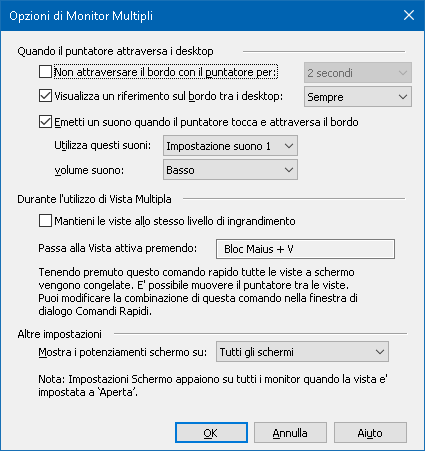 Opzioni di Monitor Multipli
Quando il puntatore attraversa i desktop
Non attraversare il bordo con il puntatore per: 2 secondi
Visualizza un riferimento sul bordo tra i desktop: Sempre
Emetti un suono quando il puntatore tocca e attraversa il bordo
Utilizza questi suoni: Impostazione suono 1
volume suono: Basso
Durante l'utilizzo di Vista Multipla
Mantieni le viste allo stesso livello di ingrandimento
Passa alla Vista attiva premendo: Bloc Maius + V
Tenendo premuto questo comando rapido tutte le viste a schermo
vengono congelate. E' possibile muovere il puntatore tra le viste.
Puoi modificare la combinazione di questa comando nella finestra di
dialogo Comandi Rapidi.
Altre impostazioni
Mostra i potenziamenti schermo su: Tutti gli schermi
Nota: Impostazioni Schermo appaiono su tutti i monitor quando la vista e'
impostata a 'Aperta'.
OK Annulla Aiuto